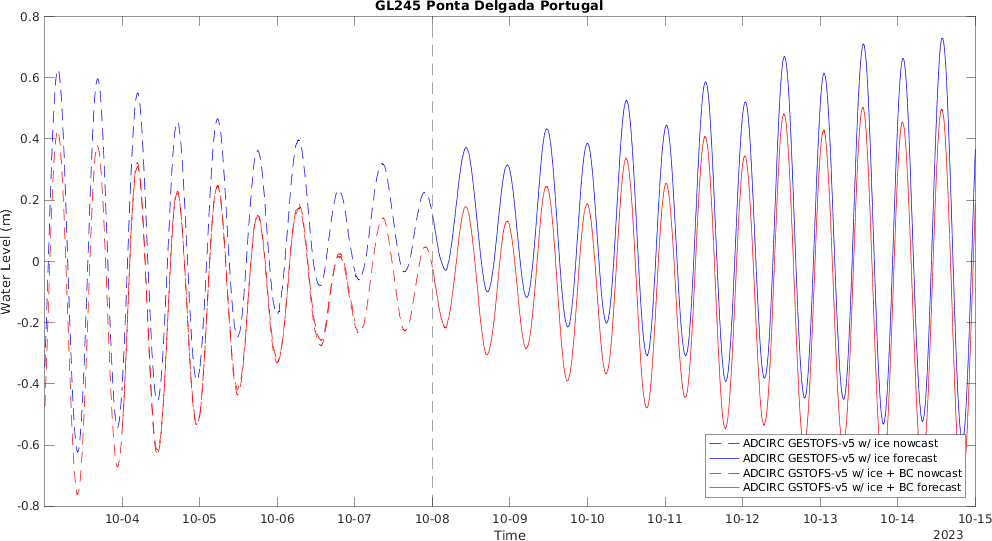 GL245 Ponta Delgada Portugal
0.8
0.6
0.4
0.2
0
-0.2
-0.4
-0.6
-0.8
Water Level (m)
10-04 10-05 10-06 10-07 10-08 10-09 10-10 10-11 10-12 10-13 10-14 10-15
Time
2023
ADCIRC GESTOFS-v5 w/ ice nowcast
ADCIRC GESTOFS-v5 w/ ice forecast
ADCIRC GSTOFS-v5 w/ ice + BC nowcast
ADCIRC GSTOFS-v5 w/ ice + BC forecast